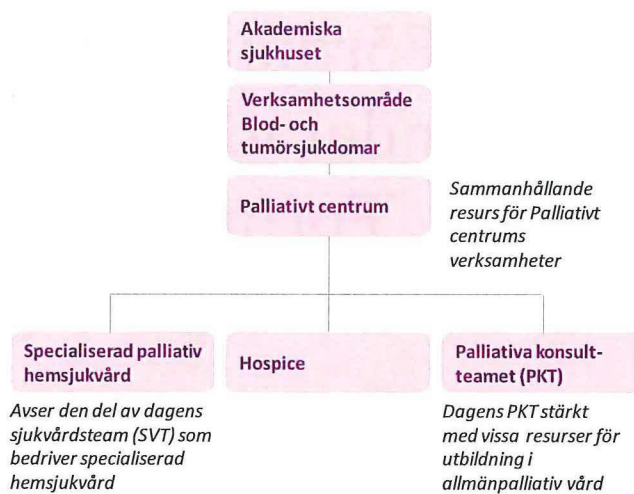 Akademiska
sjukhuset
Verksamhetsområde
Blod- och
tumörsjukdomar
Palliativt centrum
Sammanhållande
resurs för Palliativt
centrums
verksamheter
Specialiserad palliativ
hemsjukvård
Hospice
Palliativa konsult-
teamet (PKT)
Avser den del av dagens
sjukvårdsteam (SVT) som
bedriver specialiserad
hemsjukvård
Dagens PKT stärkt
med vissa resurser för
utbildning i
allmänpalliativ vård